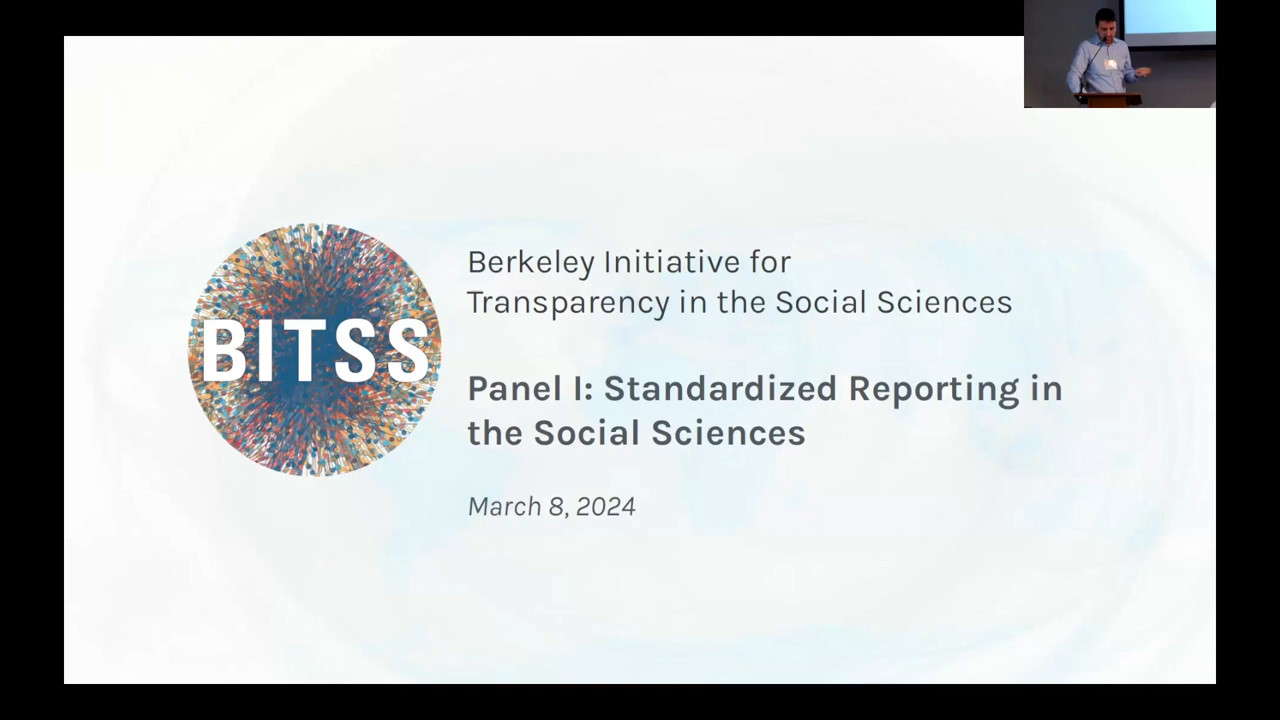 BITSS
Berkeley Initiative for
Transparency in the Social Sciences
Panel I: Standardized Reporting in
the Social Sciences
March 8, 2024